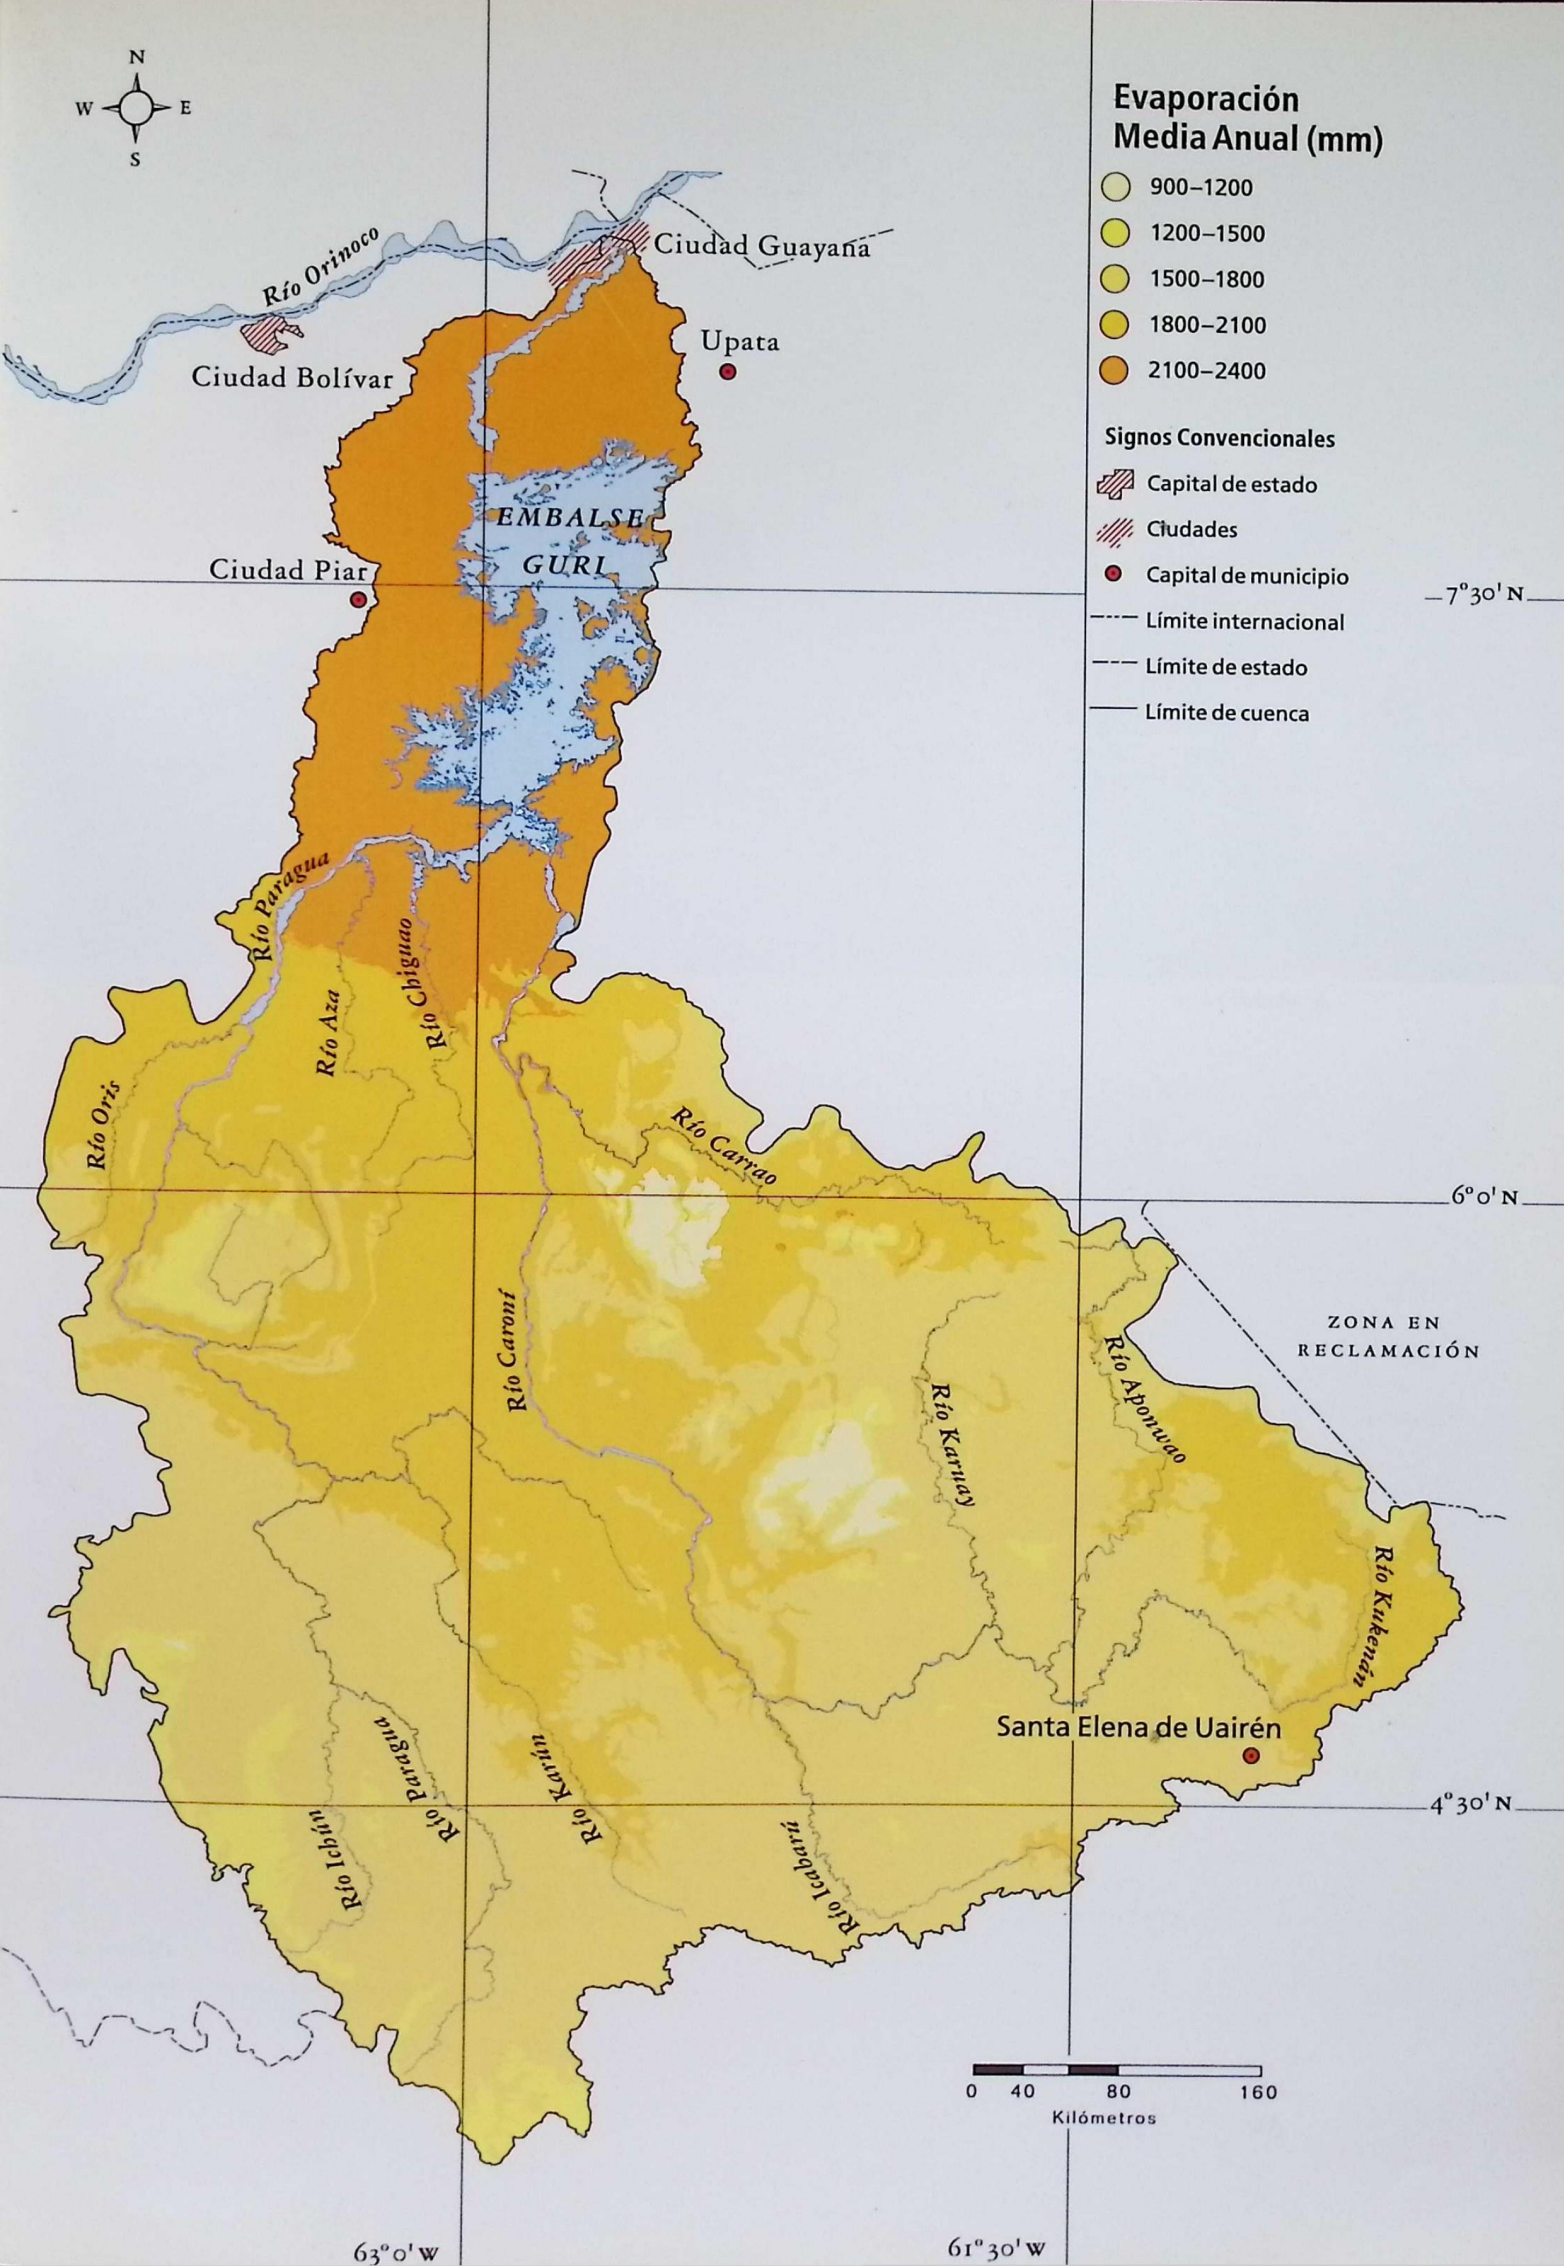 N
W E
S
Evaporación
Media Anual (mm)
900–1200
1200–1500
1500–1800
1800–2100
2100–2400
Signos Convencionales
Capital de estado
Ciudades
Capital de municipio
Límite internacional
Límite de estado
Límite de cuenca
Río Orinoco
Ciudad Guayana
Ciudad Bolívar
Upata
EMBALSE
GURI
Ciudad Piar
7°30' N
Río Paragua
Río Chiguao
Río Aza
Río Oris
Río Carrao
6°0' N
ZONA EN
RECLAMACIÓN
Río Caroní
Río Karuay
Río Aponwao
Río Kukenán
Santa Elena de Uairén
Río Paragua
Río Karún
Río Ichún
Río Icabarú
4°30' N
0 40 80 160
Kilómetros
63°0' W
61°30' W